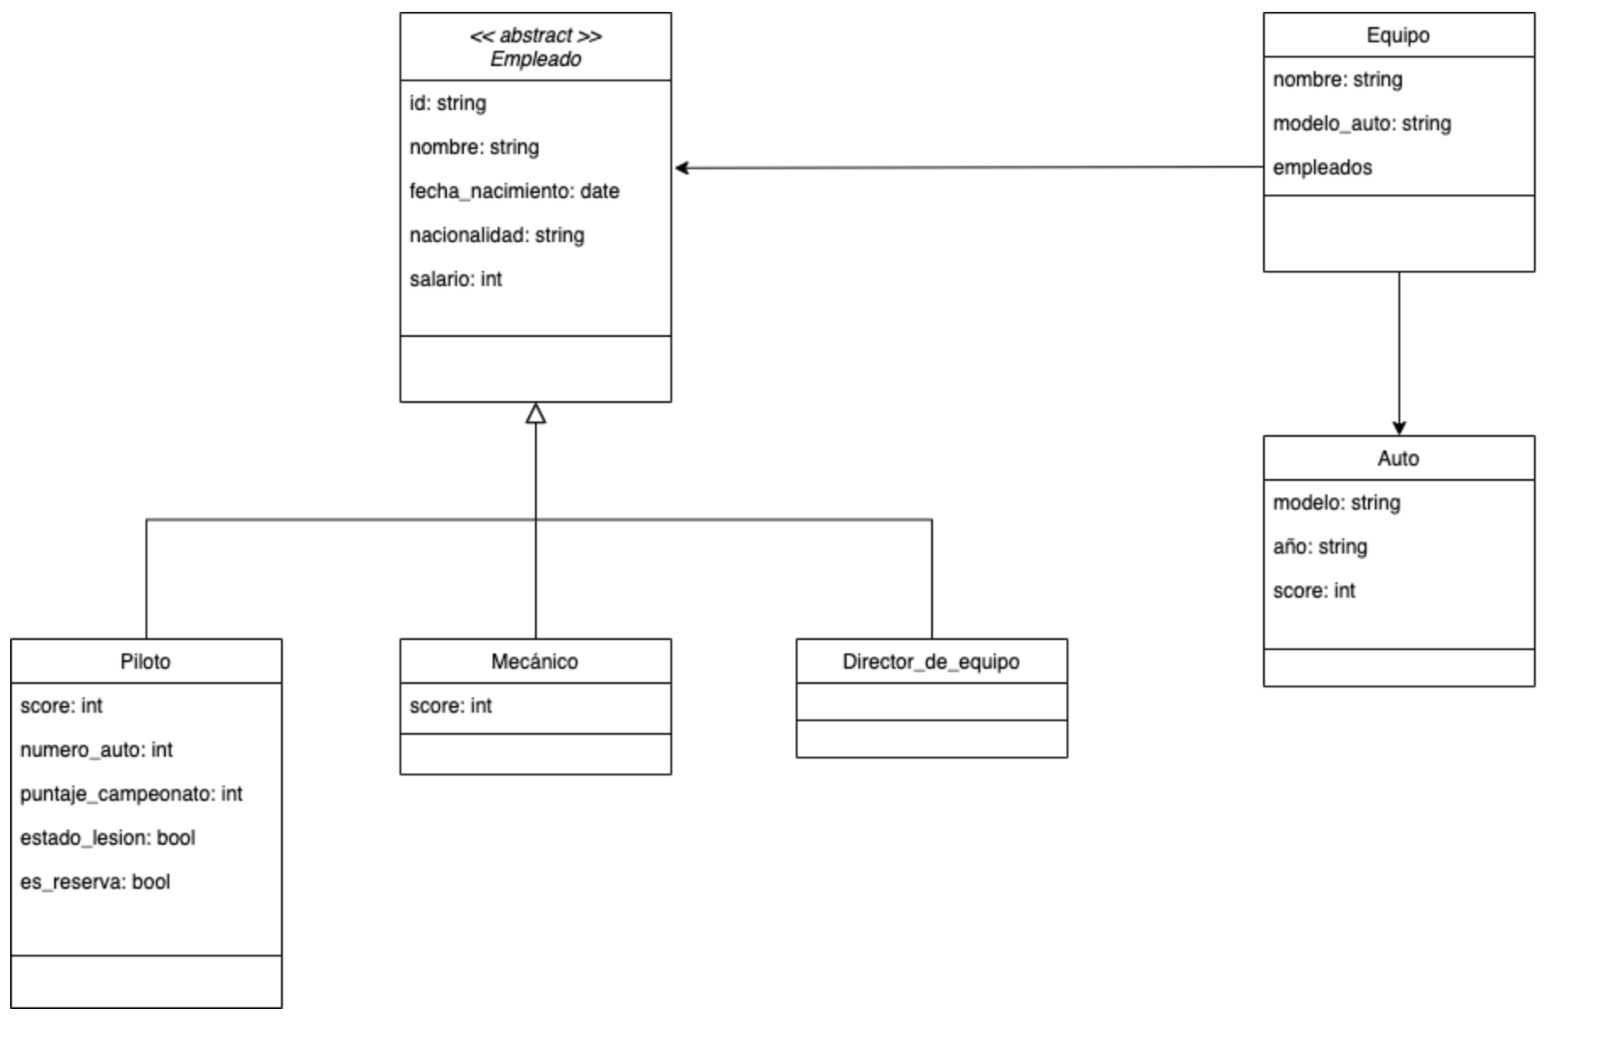 << abstract >>
Empleado
id: string
nombre: string
fecha_nacimiento: date
nacionalidad: string
salario: int
Equipo
nombre: string
modelo_auto: string
empleados
Auto
modelo: string
año: string
score: int
Piloto
score: int
numero_auto: int
puntaje_campeonato: int
estado_lesion: bool
es_reserva: bool
Mecánico
score: int
Director_de_equipo